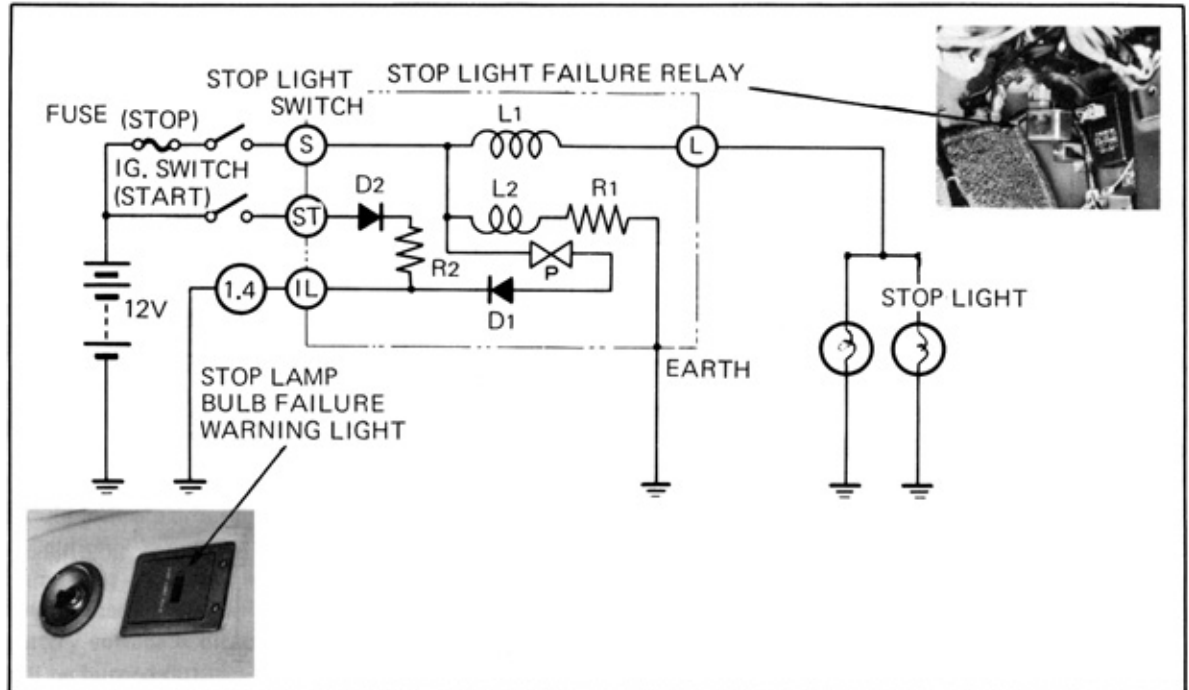 STOP LIGHT
SWITCH
STOP LIGHT FAILURE RELAY
FUSE
(STOP)
IG. SWITCH
(START)
S
L1
L
ST
D2
L2
R1
R2
P
12V
1.4
IL
D1
STOP LIGHT
EARTH
STOP LAMP
BULB FAILURE
WARNING LIGHT